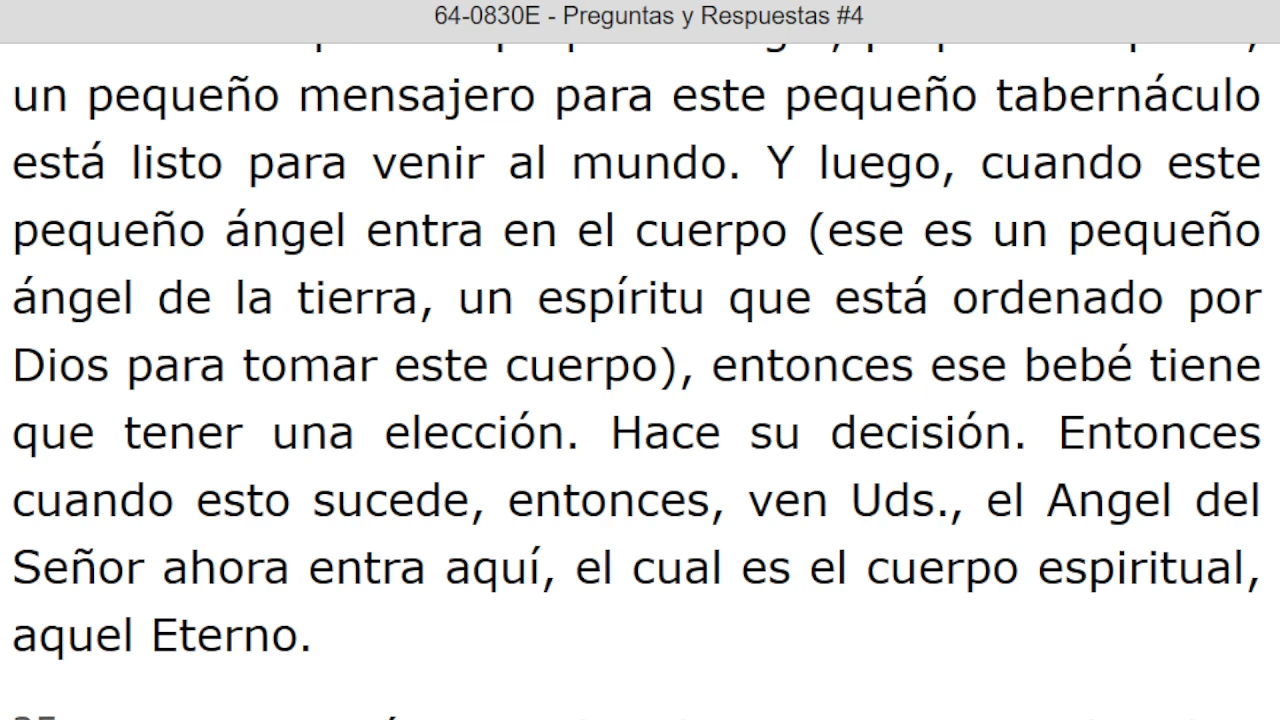 64-0830E - Preguntas y Respuestas #4
un pequeño mensajero para este pequeño tabernáculo
está listo para venir al mundo. Y luego, cuando este
pequeño ángel entra en el cuerpo (ese es un pequeño
ángel de la tierra, un espíritu que está ordenado por
Dios para tomar este cuerpo), entonces ese bebé tiene
que tener una elección. Hace su decisión. Entonces
cuando esto sucede, entonces, ven Uds., el Angel del
Señor ahora entra aquí, el cual es el cuerpo espiritual,
aquel Eterno.